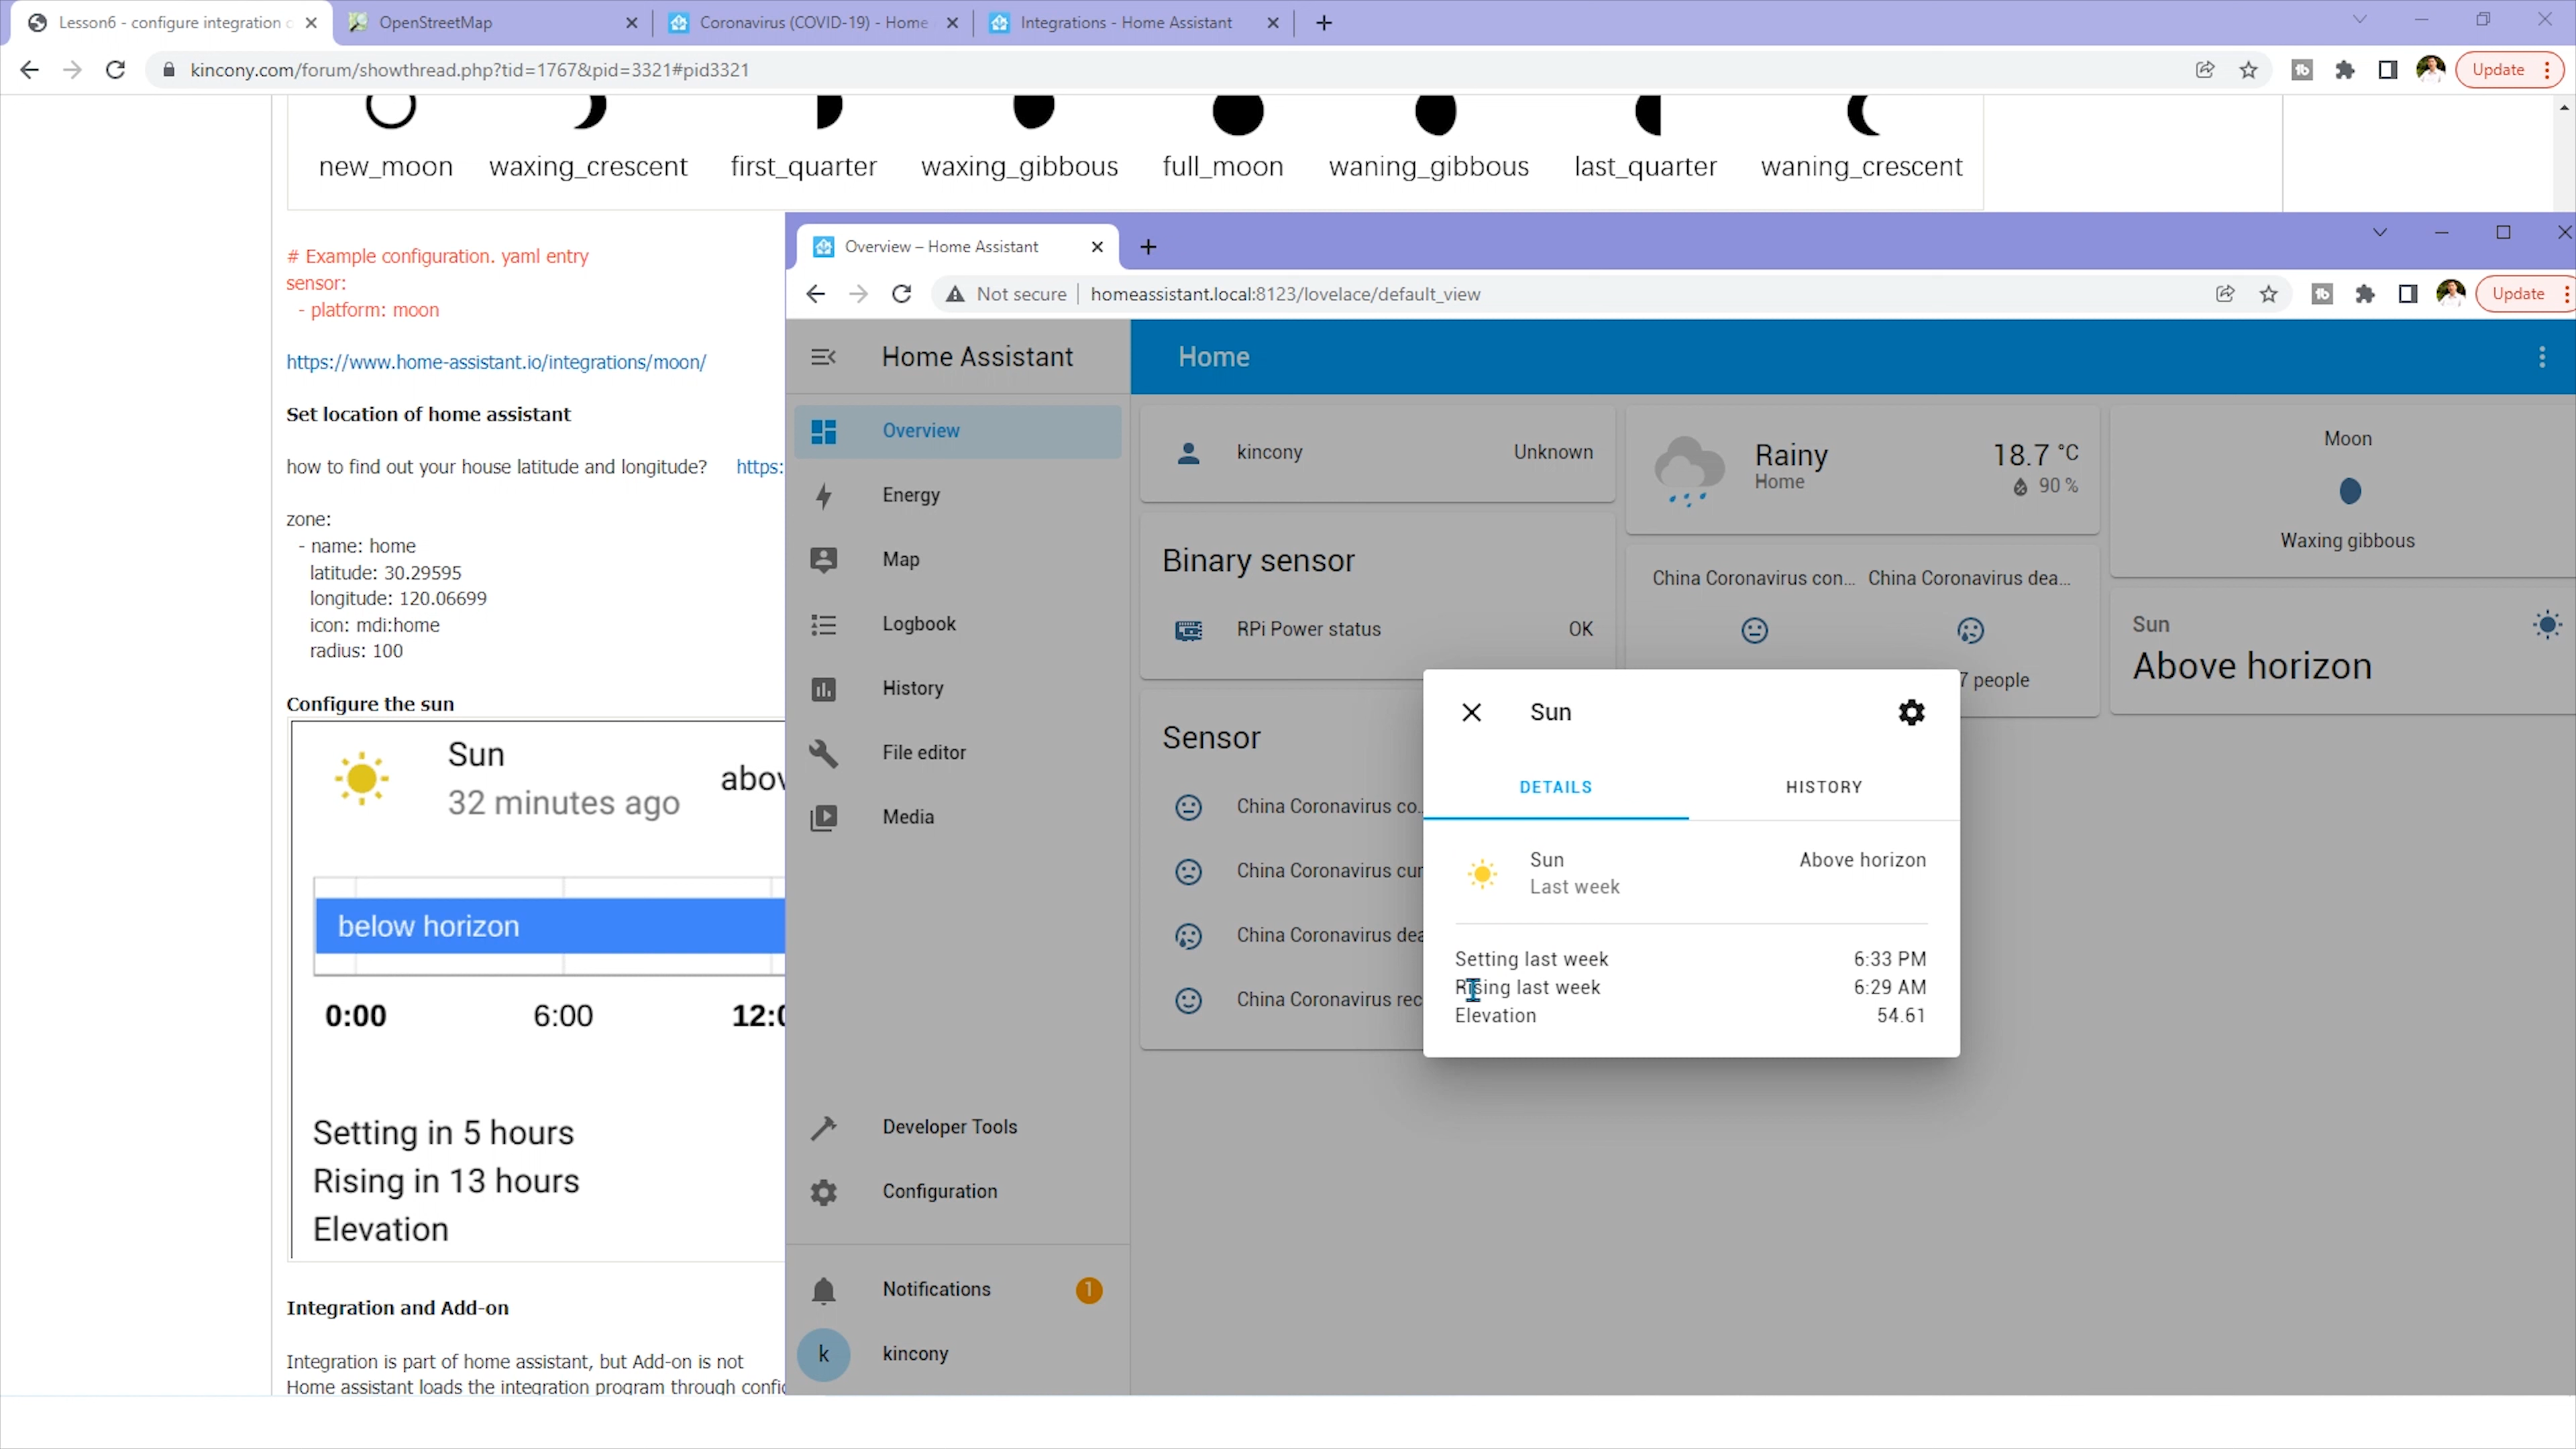 Lesson6 - configure integration o
OpenStreetMap
Coronavirus (COVID-19) - Home
Integrations - Home Assistant
kincony.com/forum/showthread.php?tid=1767&pid=3321#pid3321
Update
new_moon waxing_crescent first_quarter waxing_gibbous full_moon waning_gibbous last_quarter waning_crescent
# Example configuration. yaml entry
sensor:
- platform: moon
https://www.home-assistant.io/integrations/moon/
Set location of home assistant
how to find out your house latitude and longitude? https:
zone:
- name: home
latitude: 30.29595
longitude: 120.06699
icon: mdi:home
radius: 100
Configure the sun
Sun
32 minutes ago
abov
below horizon
0:00 6:00 12:0
Setting in 5 hours
Rising in 13 hours
Elevation
Integration and Add-on
Integration is part of home assistant, but Add-on is not
Home assistant loads the integration program through config
Overview – Home Assistant
Not secure
homeassistant.local:8123/lovelace/default_view
Update
Home Assistant
Home
Overview
Energy
Map
Logbook
History
File editor
Media
Developer Tools
Configuration
Notifications
1
k
kincony
kincony Unknown
Binary sensor
RPi Power status OK
Sensor
China Coronavirus co...
China Coronavirus cur
China Coronavirus dea
China Coronavirus rec
Rainy
Home
18.7 °C
90 %
China Coronavirus con... China Coronavirus dea...
7 people
Moon
Waxing gibbous
Sun
Above horizon
Sun
DETAILS
HISTORY
Sun
Last week
Above horizon
Setting last week 6:33 PM
Rising last week 6:29 AM
Elevation 54.61